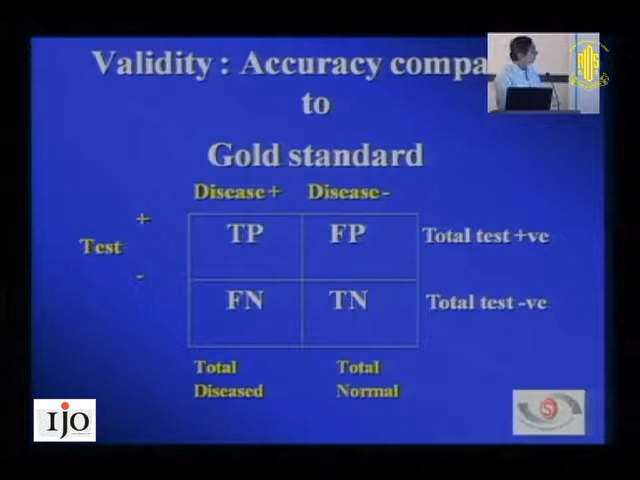 Validity : Accuracy compa
to
Gold standard
Disease + Disease -
+
Test
-
TP FP Total test +ve
FN TN Total test -ve
Total Total
Diseased Normal
IJO
S
AIOS